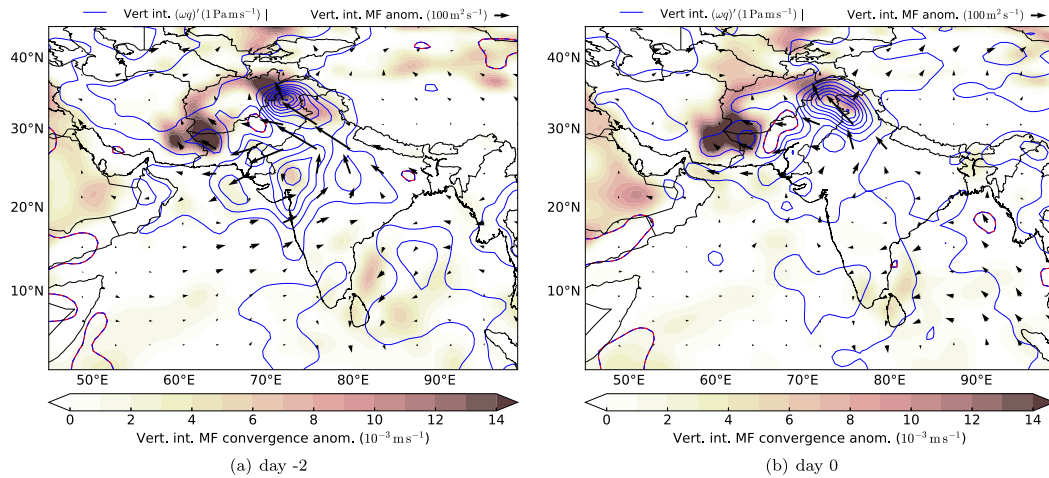 Vert int. (ωq)′ (1 Pa m s⁻¹) | Vert. int. MF anom. (100 m² s⁻¹)
40°N
30°N
20°N
10°N
50°E 60°E 70°E 80°E 90°E
0 2 4 6 8 10 12 14
Vert. int. MF convergence anom. (10⁻³ m s⁻¹)
(a) day -2
Vert int. (ωq)′ (1 Pa m s⁻¹) | Vert. int. MF anom. (100 m² s⁻¹)
40°N
30°N
20°N
10°N
50°E 60°E 70°E 80°E 90°E
0 2 4 6 8 10 12 14
Vert. int. MF convergence anom. (10⁻³ m s⁻¹)
(b) day 0